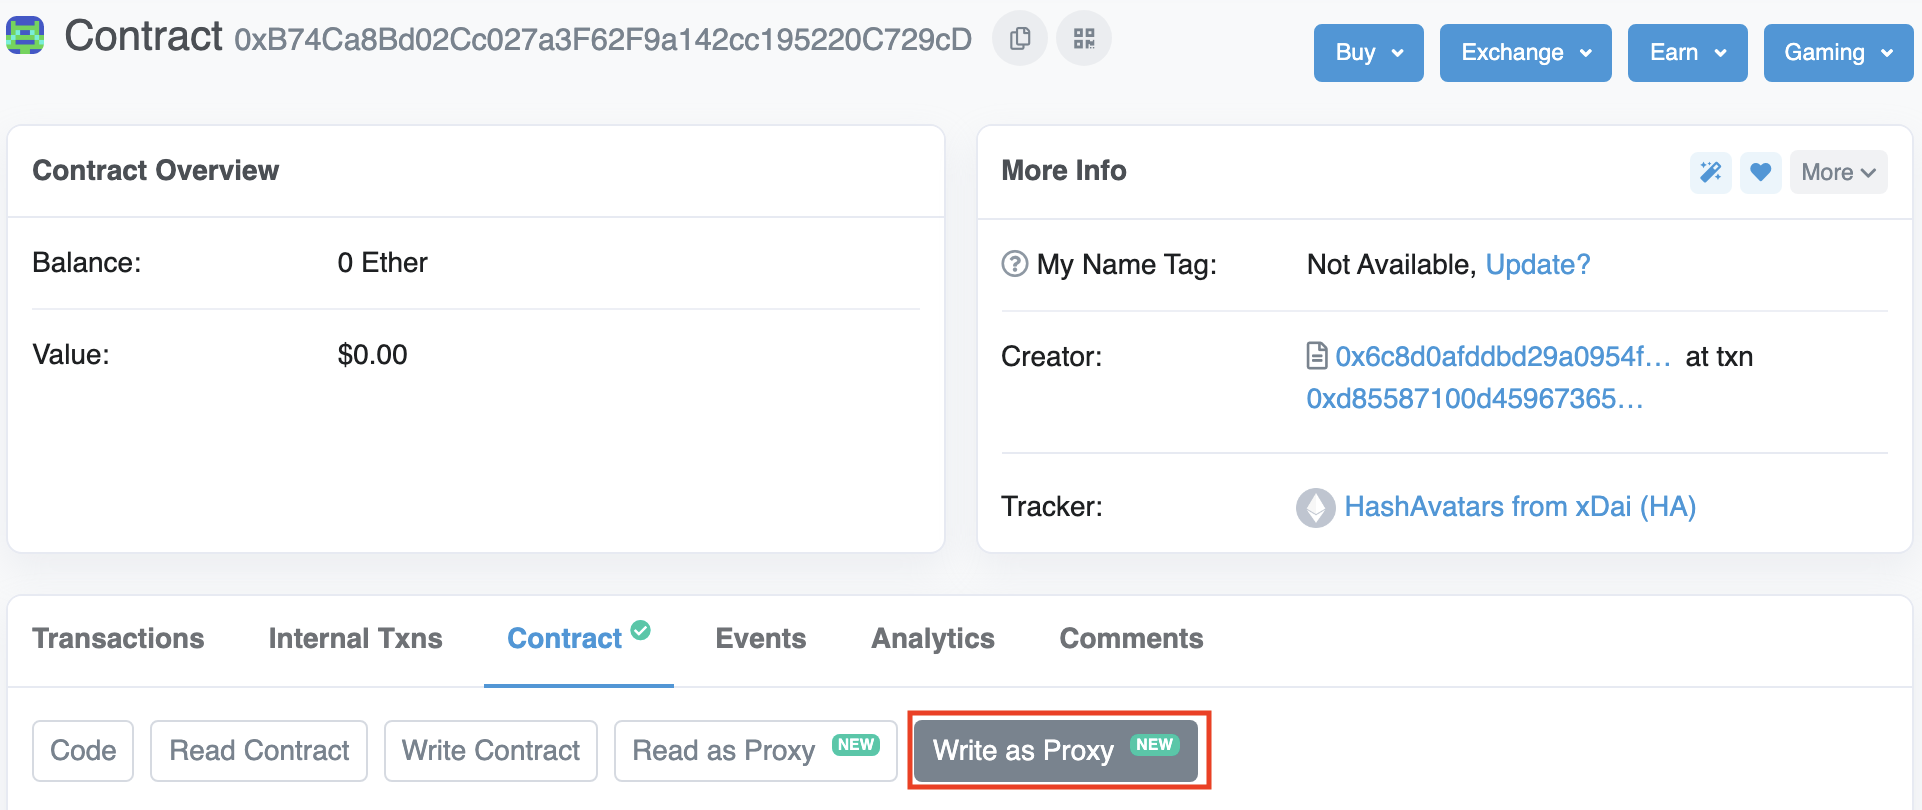 Contract 0xB74Ca8Bd02Cc027a3F62F9a142cc195220C729cD
Buy Exchange Earn Gaming
Contract Overview
Balance: 0 Ether
Value: $0.00
More Info
More
My Name Tag: Not Available, Update?
Creator: 0x6c8d0afddbd29a0954f... at txn
0xd85587100d45967365...
Tracker: HashAvatars from xDai (HA)
Transactions Internal Txns Contract Events Analytics Comments
Code Read Contract Write Contract Read as Proxy NEW Write as Proxy NEW